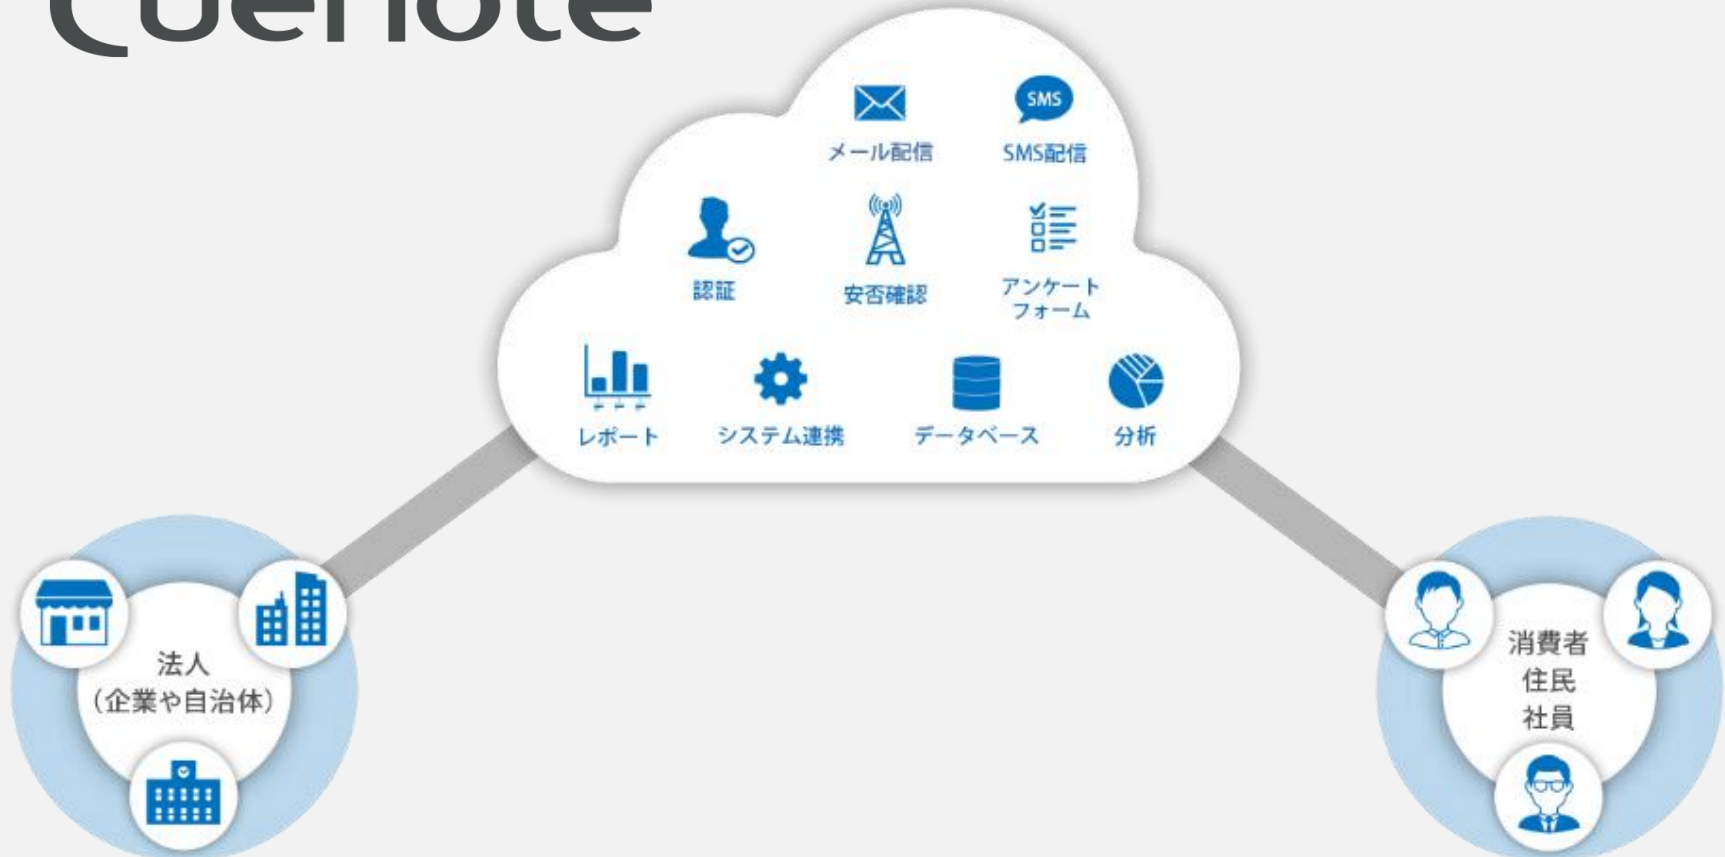 Cuenote
SMS
メール配信
SMS配信
認証
安否確認
アンケート
フォーム
レポート
システム連携
データベース
分析
法人
(企業や自治体)
消費者
住民
社員